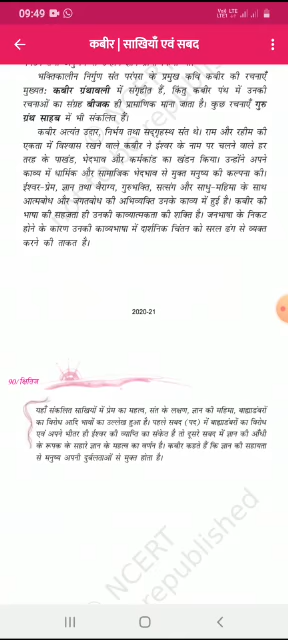 09:49
कबीर | साखियाँ एवं सबद
भक्तिकालीन निर्गुण संत परंपरा के प्रमुख कवि कबीर की रचनाएँ
मुख्यतः कबीर ग्रंथावली में संगृहीत हैं, किंतु कबीर पंथ में उनकी
रचनाओं का संग्रह बीजक ही प्रामाणिक माना जाता है। कुछ रचनाएँ गुरु
ग्रंथ साहब में भी संकलित हैं।
कबीर अत्यंत उदार, निर्भय तथा सद्गृहस्थ संत थे। राम और रहीम की
एकता में विश्वास रखने वाले कबीर ने ईश्वर के नाम पर चलने वाले हर
तरह के पाखंड, भेदभाव और कर्मकांड का खंडन किया। उन्होंने अपने
काव्य में धार्मिक और सामाजिक भेदभाव से मुक्त मनुष्य की कल्पना की।
ईश्वर-प्रेम, ज्ञान तथा वैराग्य, गुरुभक्ति, सत्संग और साधु-महिमा के साथ
आत्मबोध और जगतबोध की अभिव्यक्ति उनके काव्य में हुई है। कबीर की
भाषा की सहजता ही उनकी काव्यात्मकता की शक्ति है। जनभाषा के निकट
होने के कारण उनकी काव्यभाषा में दार्शनिक चिंतन को सरल ढंग से व्यक्त
करने की ताकत है।
2020-21
90/क्षितिज
यहाँ संकलित साखियों में प्रेम का महत्व, संत के लक्षण, ज्ञान की महिमा, बाह्याडंबरों
का विरोध आदि भावों का उल्लेख हुआ है। पहले सबद (पद) में बाह्याडंबरों का विरोध
एवं अपने भीतर ही ईश्वर की व्याप्ति का संकेत है तो दूसरे सबद में ज्ञान की आँधी
के रूपक के सहारे ज्ञान के महत्व का वर्णन है। कबीर कहते हैं कि ज्ञान की सहायता
से मनुष्य अपनी दुर्बलताओं से मुक्त होता है।
© NCERT
republished